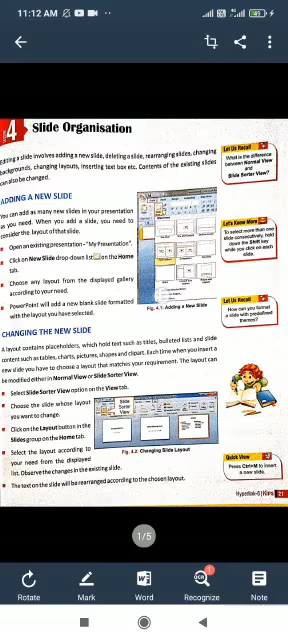 11:12 AM
4
Slide Organisation
Editing a slide involves adding a new slide, deleting a slide, rearranging slides, changing
backgrounds, changing layouts, inserting text box etc. Contents of the existing slides
can also be changed.
ADDING A NEW SLIDE
You can add as many new slides in your presentation
as you need. When you add a slide, you need to
consider the layout of that slide.
Open an existing presentation - "My Presentation".
Click on New Slide drop-down list on the Home
tab.
Choose any layout from the displayed gallery
according to your need.
PowerPoint will add a new blank slide formatted
with the layout you have selected.
Fig. 4.1: Adding a New Slide
CHANGING THE NEW SLIDE
A layout contains placeholders, which hold text such as titles, bulleted lists and slide
content such as tables, charts, pictures, shapes and clipart. Each time when you insert a
new slide you have to choose a layout that matches your requirement. The layout can
be modified either in Normal View or Slide Sorter View.
Select Slide Sorter View option on the View tab.
Choose the slide whose layout
you want to change.
Click on the Layout button in the
Slides group on the Home tab.
Select the layout according to
your need from the displayed
list. Observe the changes in the existing slide.
The text on the slide will be rearranged according to the chosen layout.
Slide
Sorter
View
Fig. 4.2: Changing Slide Layout
Let Us Recall
What is the difference
between Normal View
and
Slide Sorter View?
Let's Know More
To select more than one
slide consecutively, hold
down the Shift key
while you click on each
slide.
Let Us Recall
How can you format
a slide with predefined
themes?
Quick View
Press Ctrl+M to insert
a new slide.
Hyperlink-6 | Kips 21
1/5
Rotate
Mark
Word
Recognize
Note